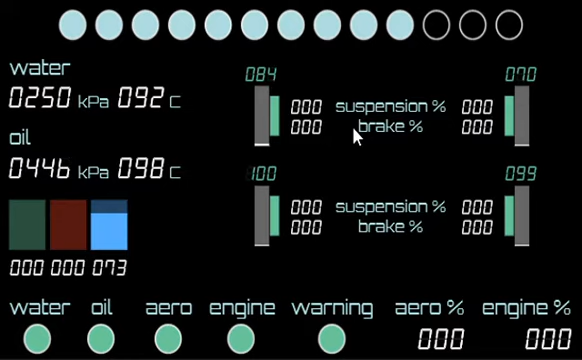 water
0250 kPa 092 C
oil
0446 kPa 098 C
000 000 073
084 070
000 suspension % 000
000 brake % 000
100 099
000 suspension % 000
000 brake % 000
water oil aero engine warning aero % engine %
000 000